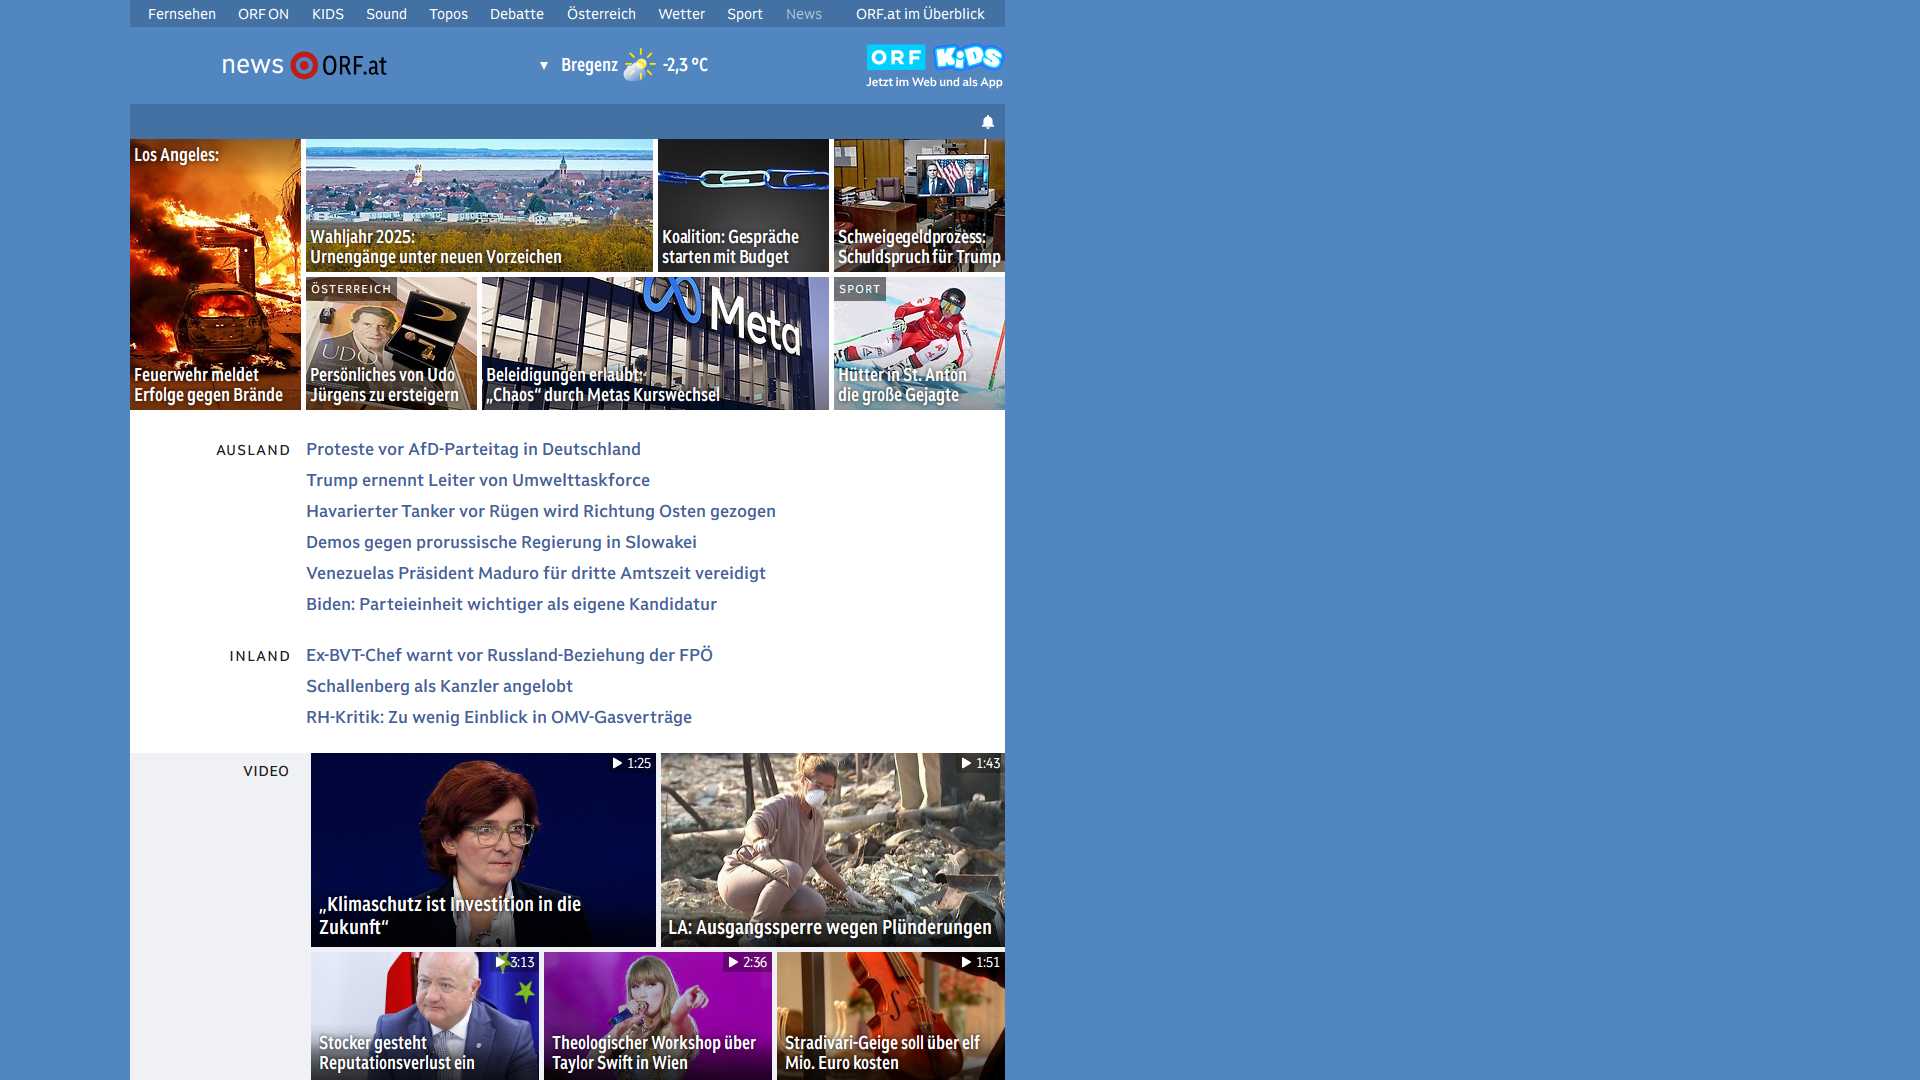 Fernsehen ORF ON KIDS Sound Topos Debatte Österreich Wetter Sport News ORF.at im Überblick
news ORF.at
▼ Bregenz -2,3 °C
ORF KiDS
Jetzt im Web und als App
Los Angeles:
Feuerwehr meldet
Erfolge gegen Brände
Wahljahr 2025:
Urnengänge unter neuen Vorzeichen
Koalition: Gespräche
starten mit Budget
Schweigegeldprozess:
Schuldspruch für Trump
ÖSTERREICH
UDO
Persönliches von Udo
Jürgens zu ersteigern
Meta
Beleidigungen erlaubt:
„Chaos“ durch Metas Kurswechsel
SPORT
Hütter in St. Anton
die große Gejagte
AUSLAND
Proteste vor AfD-Parteitag in Deutschland
Trump ernennt Leiter von Umwelttaskforce
Havarierter Tanker vor Rügen wird Richtung Osten gezogen
Demos gegen prorussische Regierung in Slowakei
Venezuelas Präsident Maduro für dritte Amtszeit vereidigt
Biden: Parteieinheit wichtiger als eigene Kandidatur
INLAND
Ex-BVT-Chef warnt vor Russland-Beziehung der FPÖ
Schallenberg als Kanzler angelobt
RH-Kritik: Zu wenig Einblick in OMV-Gasverträge
VIDEO
1:25
„Klimaschutz ist Investition in die
Zukunft“
1:43
LA: Ausgangssperre wegen Plünderungen
3:13
Stocker gesteht
Reputationsverlust ein
2:36
Theologischer Workshop über
Taylor Swift in Wien
1:51
Stradivari-Geige soll über elf
Mio. Euro kosten